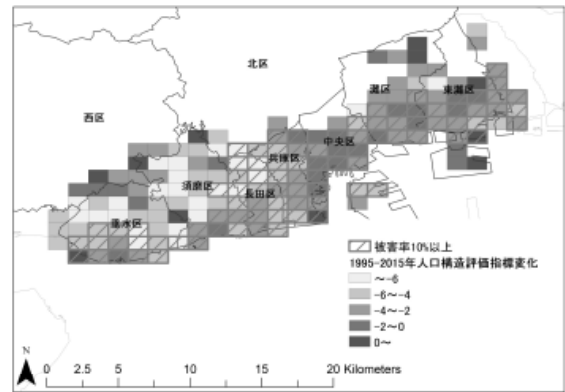 北区
灘区
東灘区
西区
中央区
兵庫区
須磨区
長田区
垂水区
被害率10%以上
1995-2015年人口構造評価指標変化
～-6
-6～-4
-4～-2
-2～0
0～
N
0 5 10 15 20 Kilometers